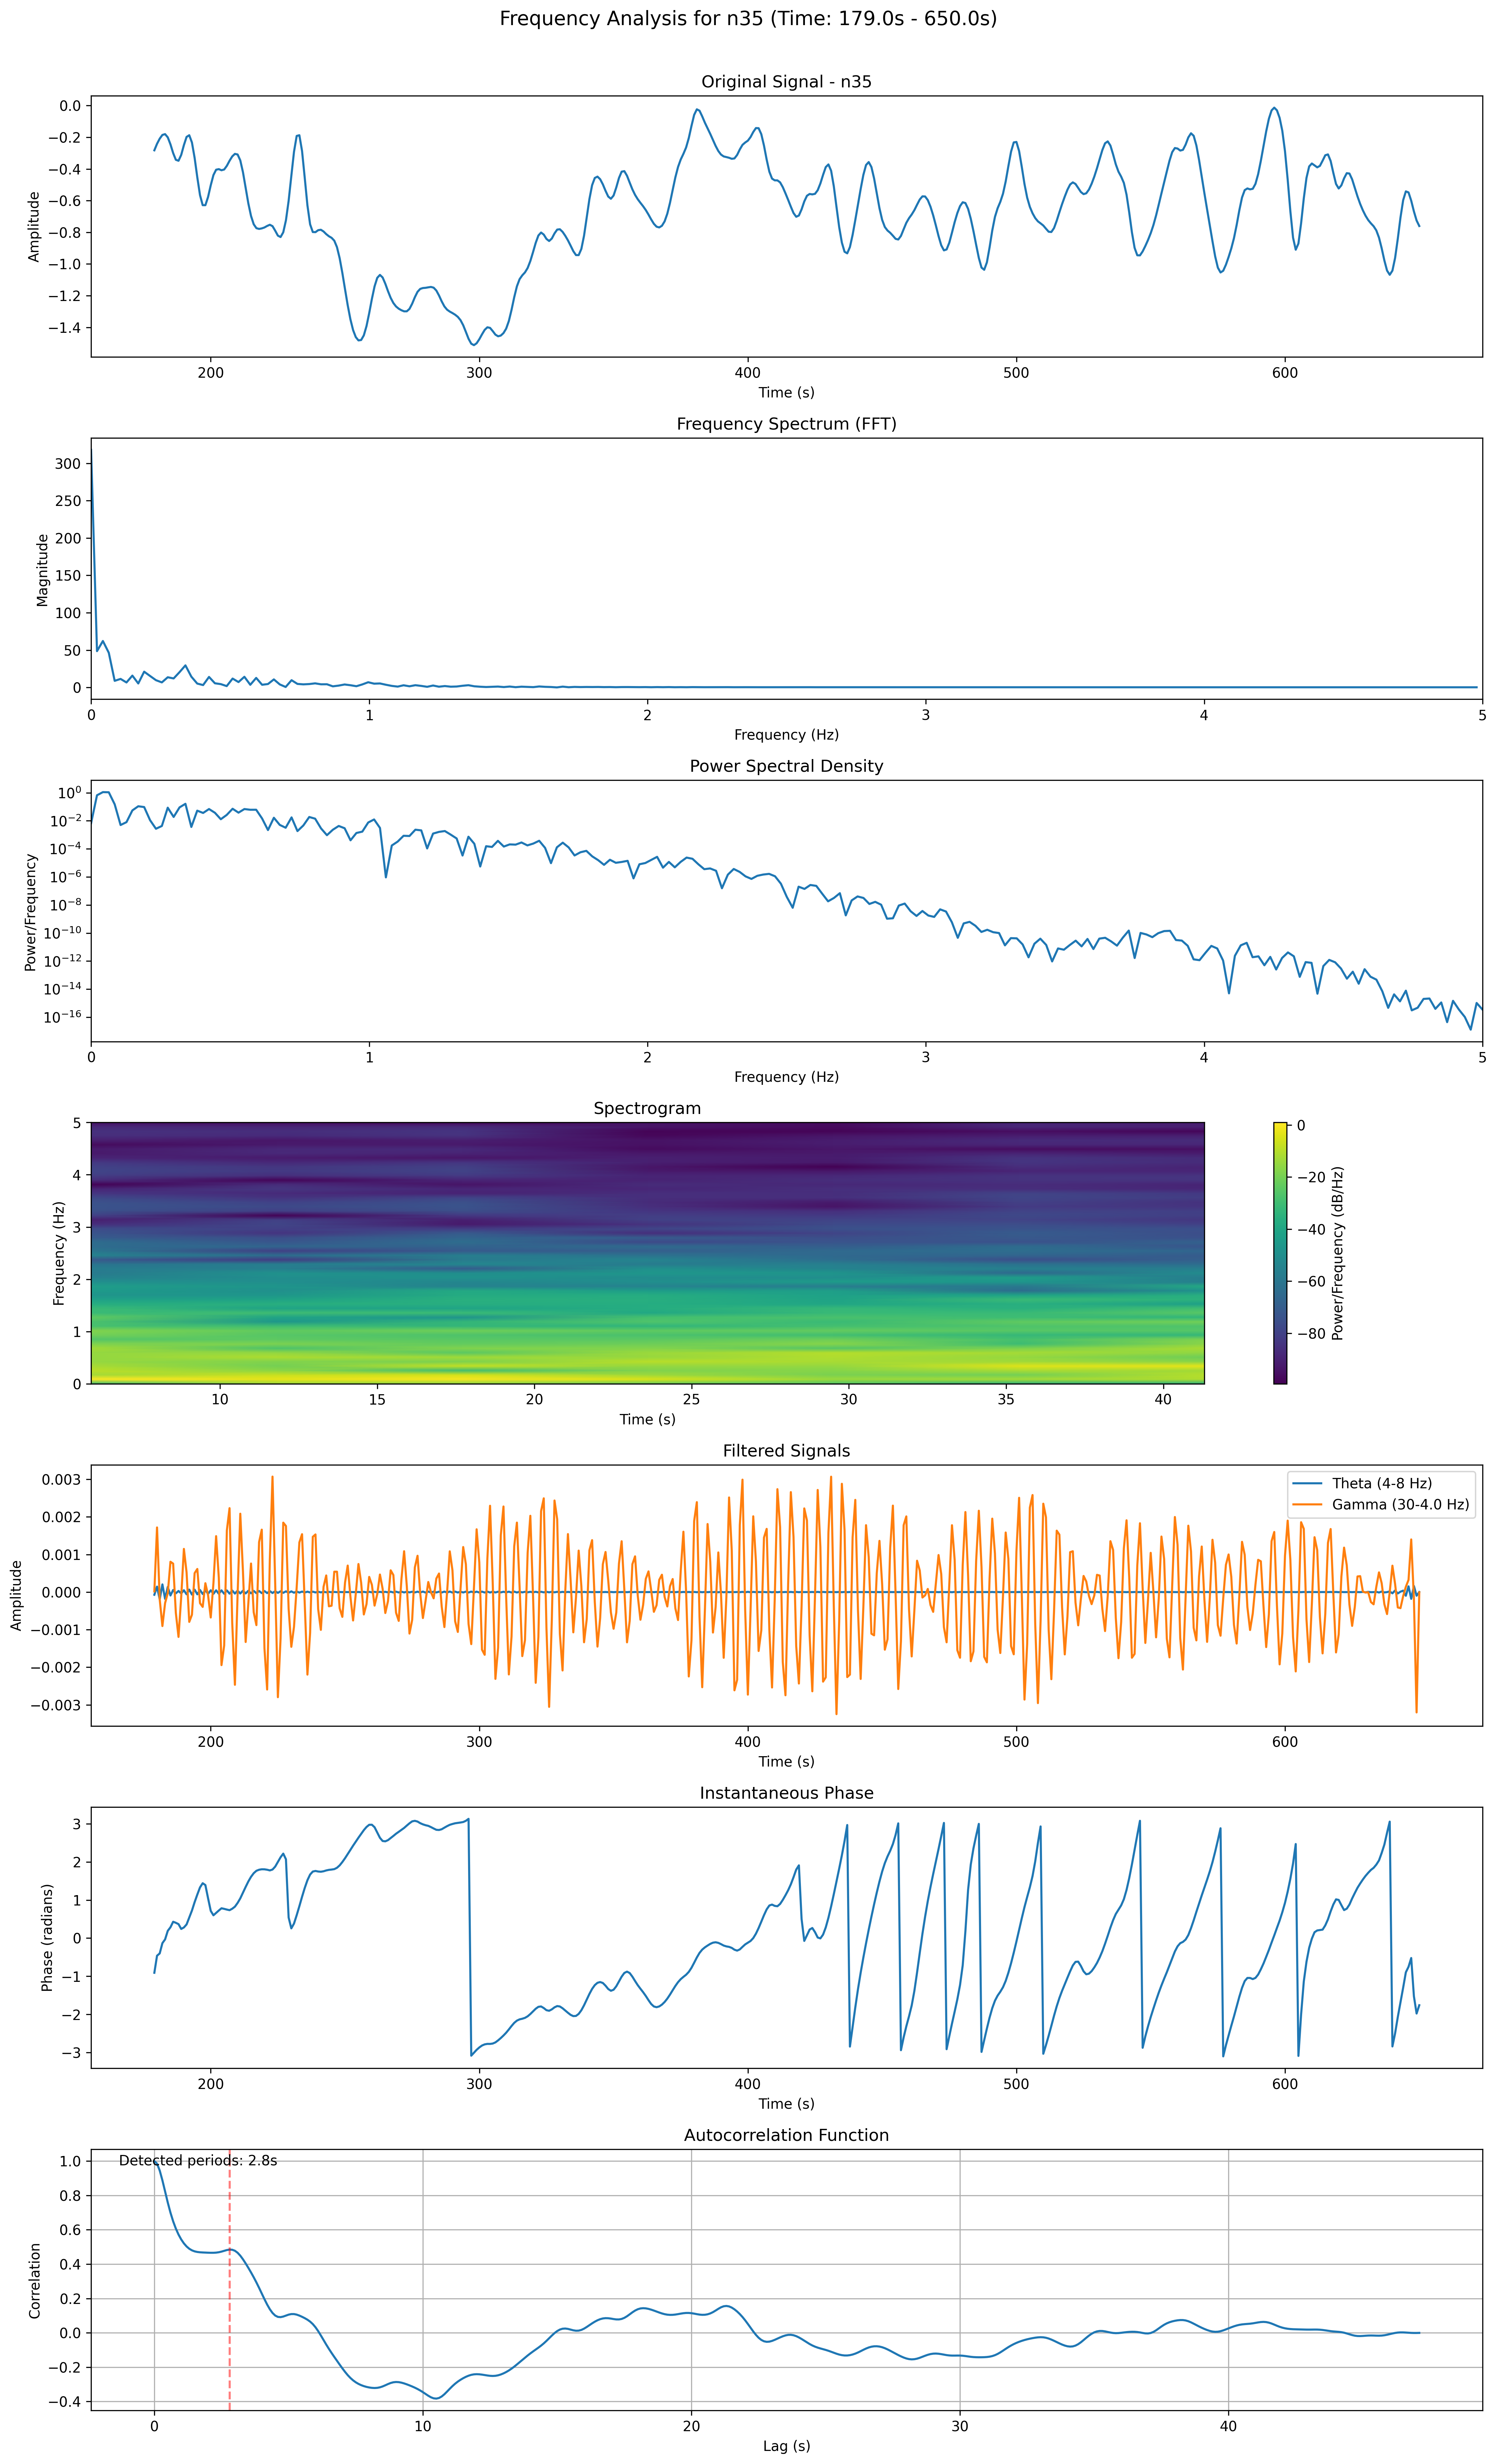 Frequency Analysis for n35 (Time: 179.0s - 650.0s)
Original Signal - n35
0.0
−0.2
−0.4
−0.6
−0.8
−1.0
−1.2
−1.4
Amplitude
200 300 400 500 600
Time (s)
Frequency Spectrum (FFT)
300
250
200
150
100
50
0
Magnitude
0 1 2 3 4 5
Frequency (Hz)
Power Spectral Density
10⁰
10⁻²
10⁻⁴
10⁻⁶
10⁻⁸
10⁻¹⁰
10⁻¹²
10⁻¹⁴
10⁻¹⁶
Power/Frequency
0 1 2 3 4 5
Frequency (Hz)
Spectrogram
5
4
3
2
1
0
Frequency (Hz)
10 15 20 25 30 35 40
Time (s)
0
−20
−40
−60
−80
Power/Frequency (dB/Hz)
Filtered Signals
0.003
0.002
0.001
0.000
−0.001
−0.002
−0.003
Amplitude
Theta (4-8 Hz)
Gamma (30-4.0 Hz)
200 300 400 500 600
Time (s)
Instantaneous Phase
3
2
1
0
−1
−2
−3
Phase (radians)
200 300 400 500 600
Time (s)
Autocorrelation Function
Detected periods: 2.8s
1.0
0.8
0.6
0.4
0.2
0.0
−0.2
−0.4
Correlation
0 10 20 30 40
Lag (s)